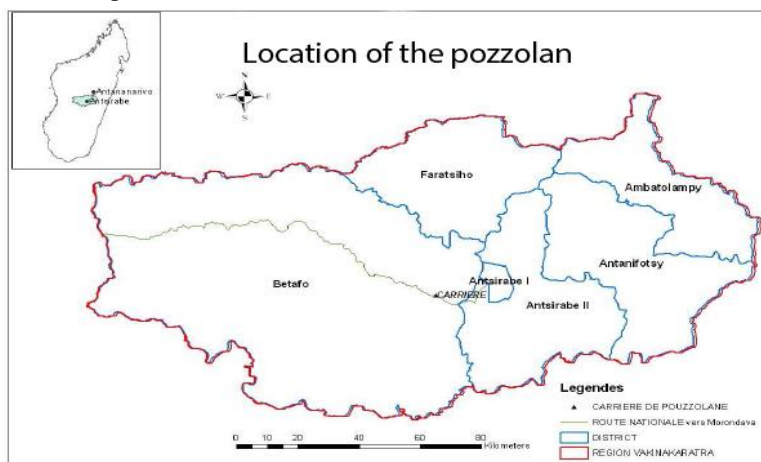 Location of the pozzolan
Antananarivo
Antsirabe
N
W E
S
Faratsiho
Ambatolampy
Antanifotsy
Antsirabe I
Betafo
CARRIERE
Antsirabe II
Legendes
CARRIERE DE POUZZOLANE
ROUTE NATIONALE vers Morondava
DISTRICT
REGION VAKINAKARATRA
0 10 20 40 60 80
Kilometers